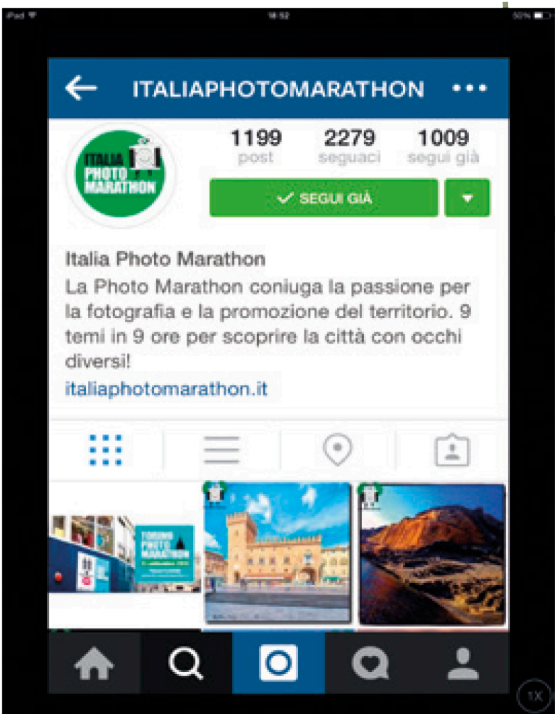 iPad
18:52
50%
ITALIAPHOTOMARATHON
ITALIA
PHOTO
MARATHON
1199 2279 1009
post seguaci segui già
SEGUI GIÀ
Italia Photo Marathon
La Photo Marathon coniuga la passione per
la fotografia e la promozione del territorio. 9
temi in 9 ore per scoprire la città con occhi
diversi!
italiaphotomarathon.it
TORINO
PHOTO
MARATHON
1X